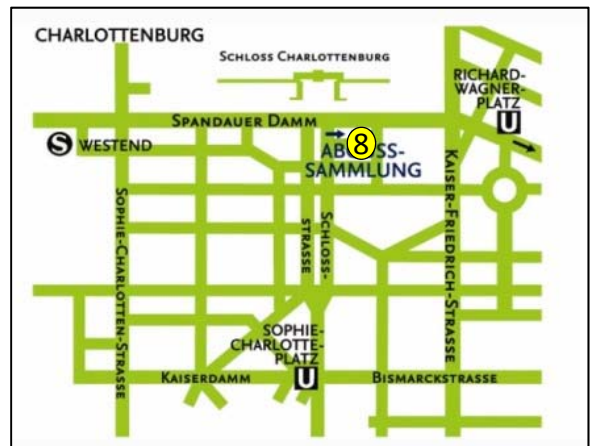 CHARLOTTENBURG
SCHLOSS CHARLOTTENBURG
RICHARD-
WAGNER-
PLATZ
U
SPANDAUER DAMM
S WESTEND
8
SAMMLUNG
SOPHIE-CHARLOTTEN-STRASSE
SCHLOSS-
STRASSE
KAISER-FRIEDRICH-STRASSE
SOPHIE-
CHARLOTTE-
PLATZ
U
KAISERDAMM
BISMARCKSTRASSE